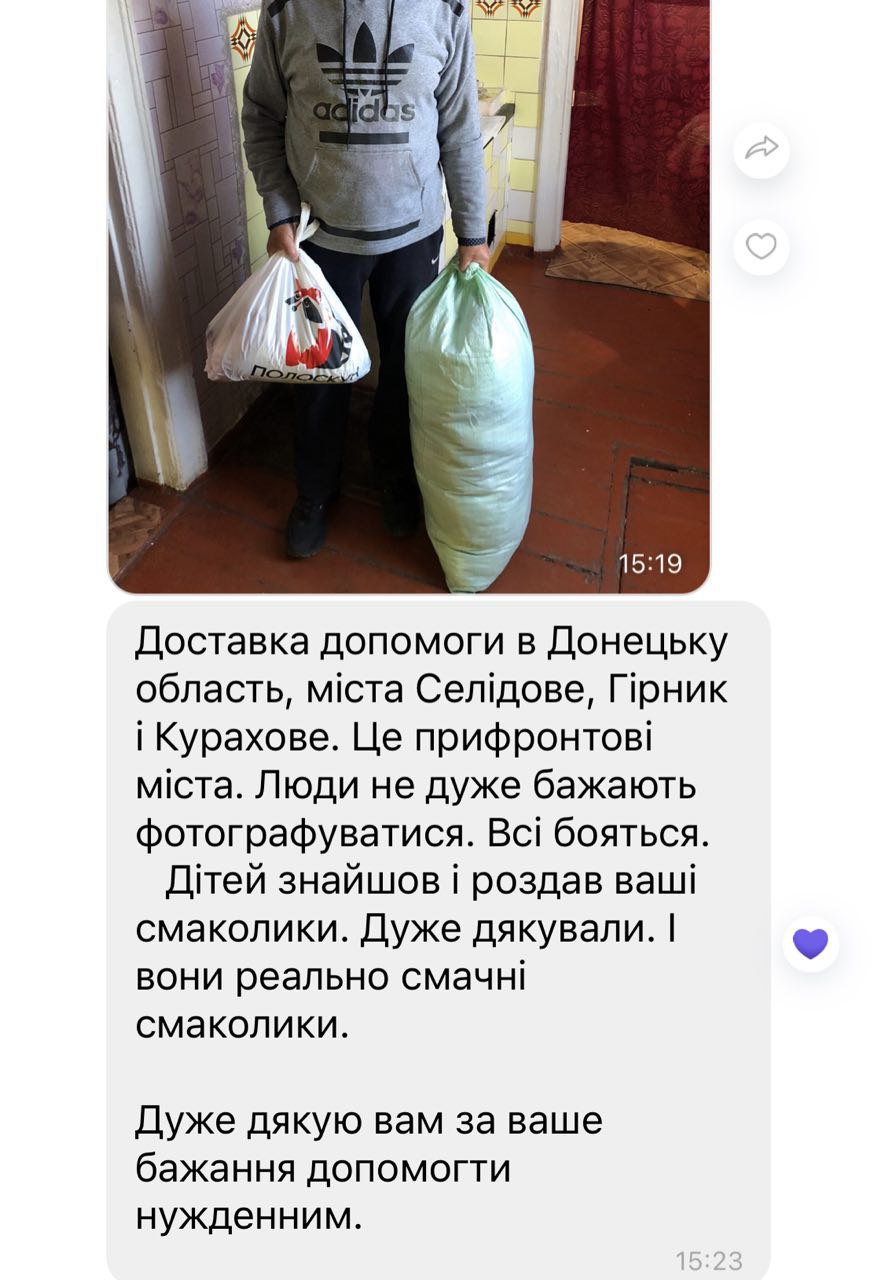 adidas
ПОЛОСКУН
15:19
Доставка допомоги в Донецьку
область, міста Селідове, Гірник
і Курахове. Це прифронтові
міста. Люди не дуже бажають
фотографуватися. Всі бояться.
Дітей знайшов і роздав ваші
смаколики. Дуже дякували. І
вони реально смачні
смаколики.
Дуже дякую вам за ваше
бажання допомогти
нужденним.
15:23